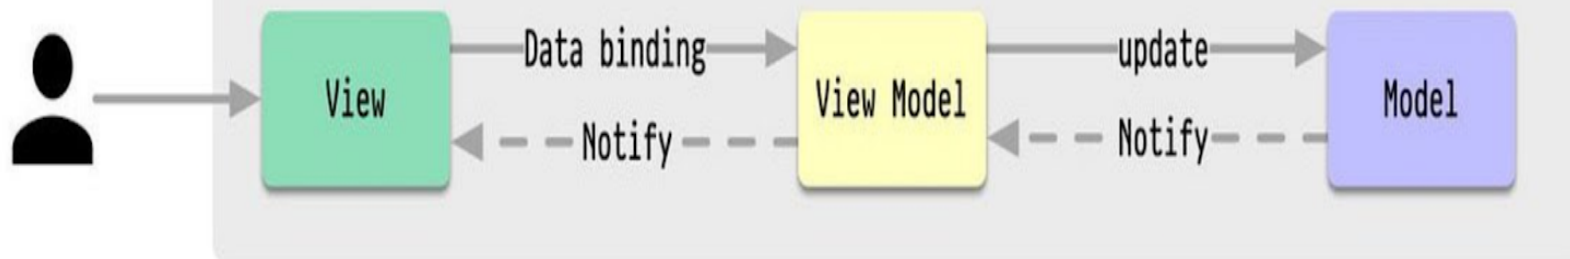 Data binding
update
View
View Model
Model
Notify
Notify